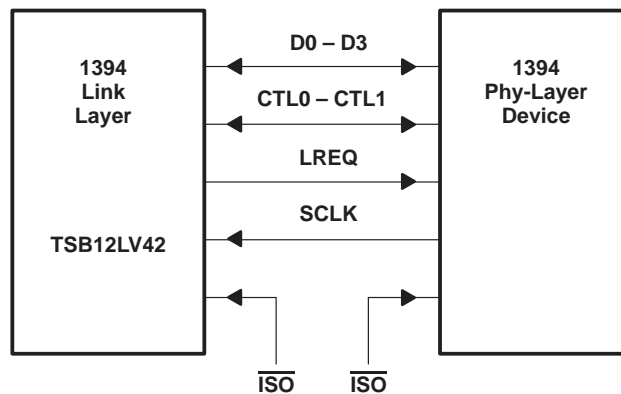 1394
Link
Layer
TSB12LV42
D0 – D3
CTL0 – CTL1
LREQ
SCLK
1394
Phy-Layer
Device
ISO
ISO